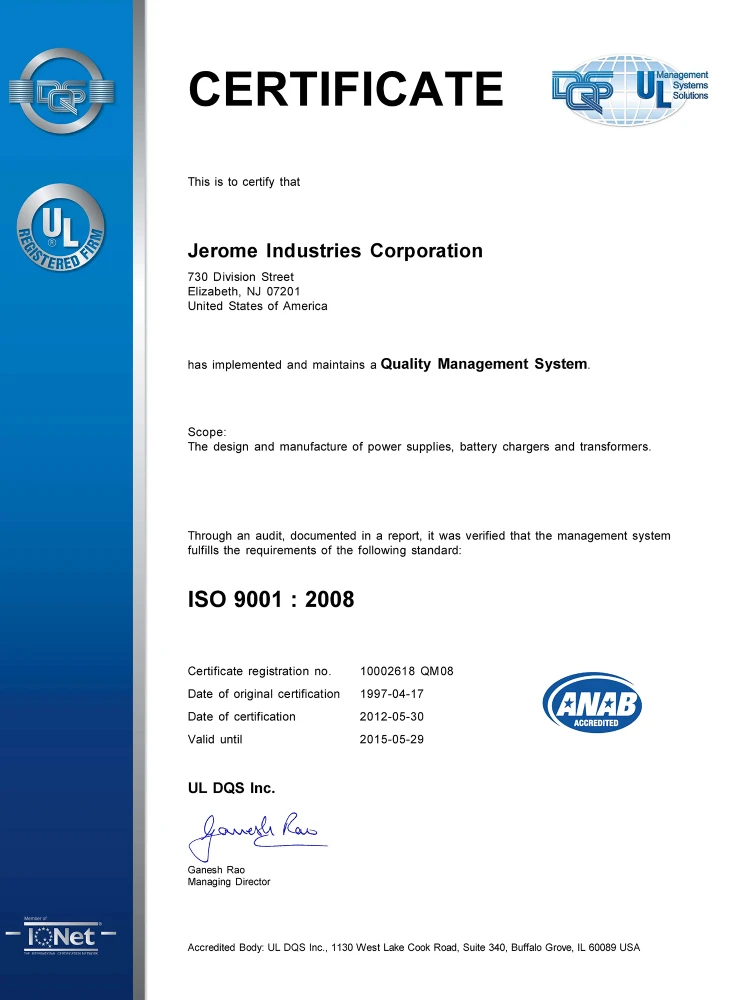 CERTIFICATE
DQS
UL
Management
Systems
Solutions
DQS
UL
®
REGISTERED FIRM
This is to certify that
Jerome Industries Corporation
730 Division Street
Elizabeth, NJ 07201
United States of America
has implemented and maintains a Quality Management System.
Scope:
The design and manufacture of power supplies, battery chargers and transformers.
Through an audit, documented in a report, it was verified that the management system
fulfills the requirements of the following standard:
ISO 9001 : 2008
Certificate registration no. 10002618 QM08
Date of original certification 1997-04-17
Date of certification 2012-05-30
Valid until 2015-05-29
ANAB
ACCREDITED
UL DQS Inc.
Ganesh Rao
Ganesh Rao
Managing Director
Member of
IQNet
®
THE INTERNATIONAL CERTIFICATION NETWORK
Accredited Body: UL DQS Inc., 1130 West Lake Cook Road, Suite 340, Buffalo Grove, IL 60089 USA